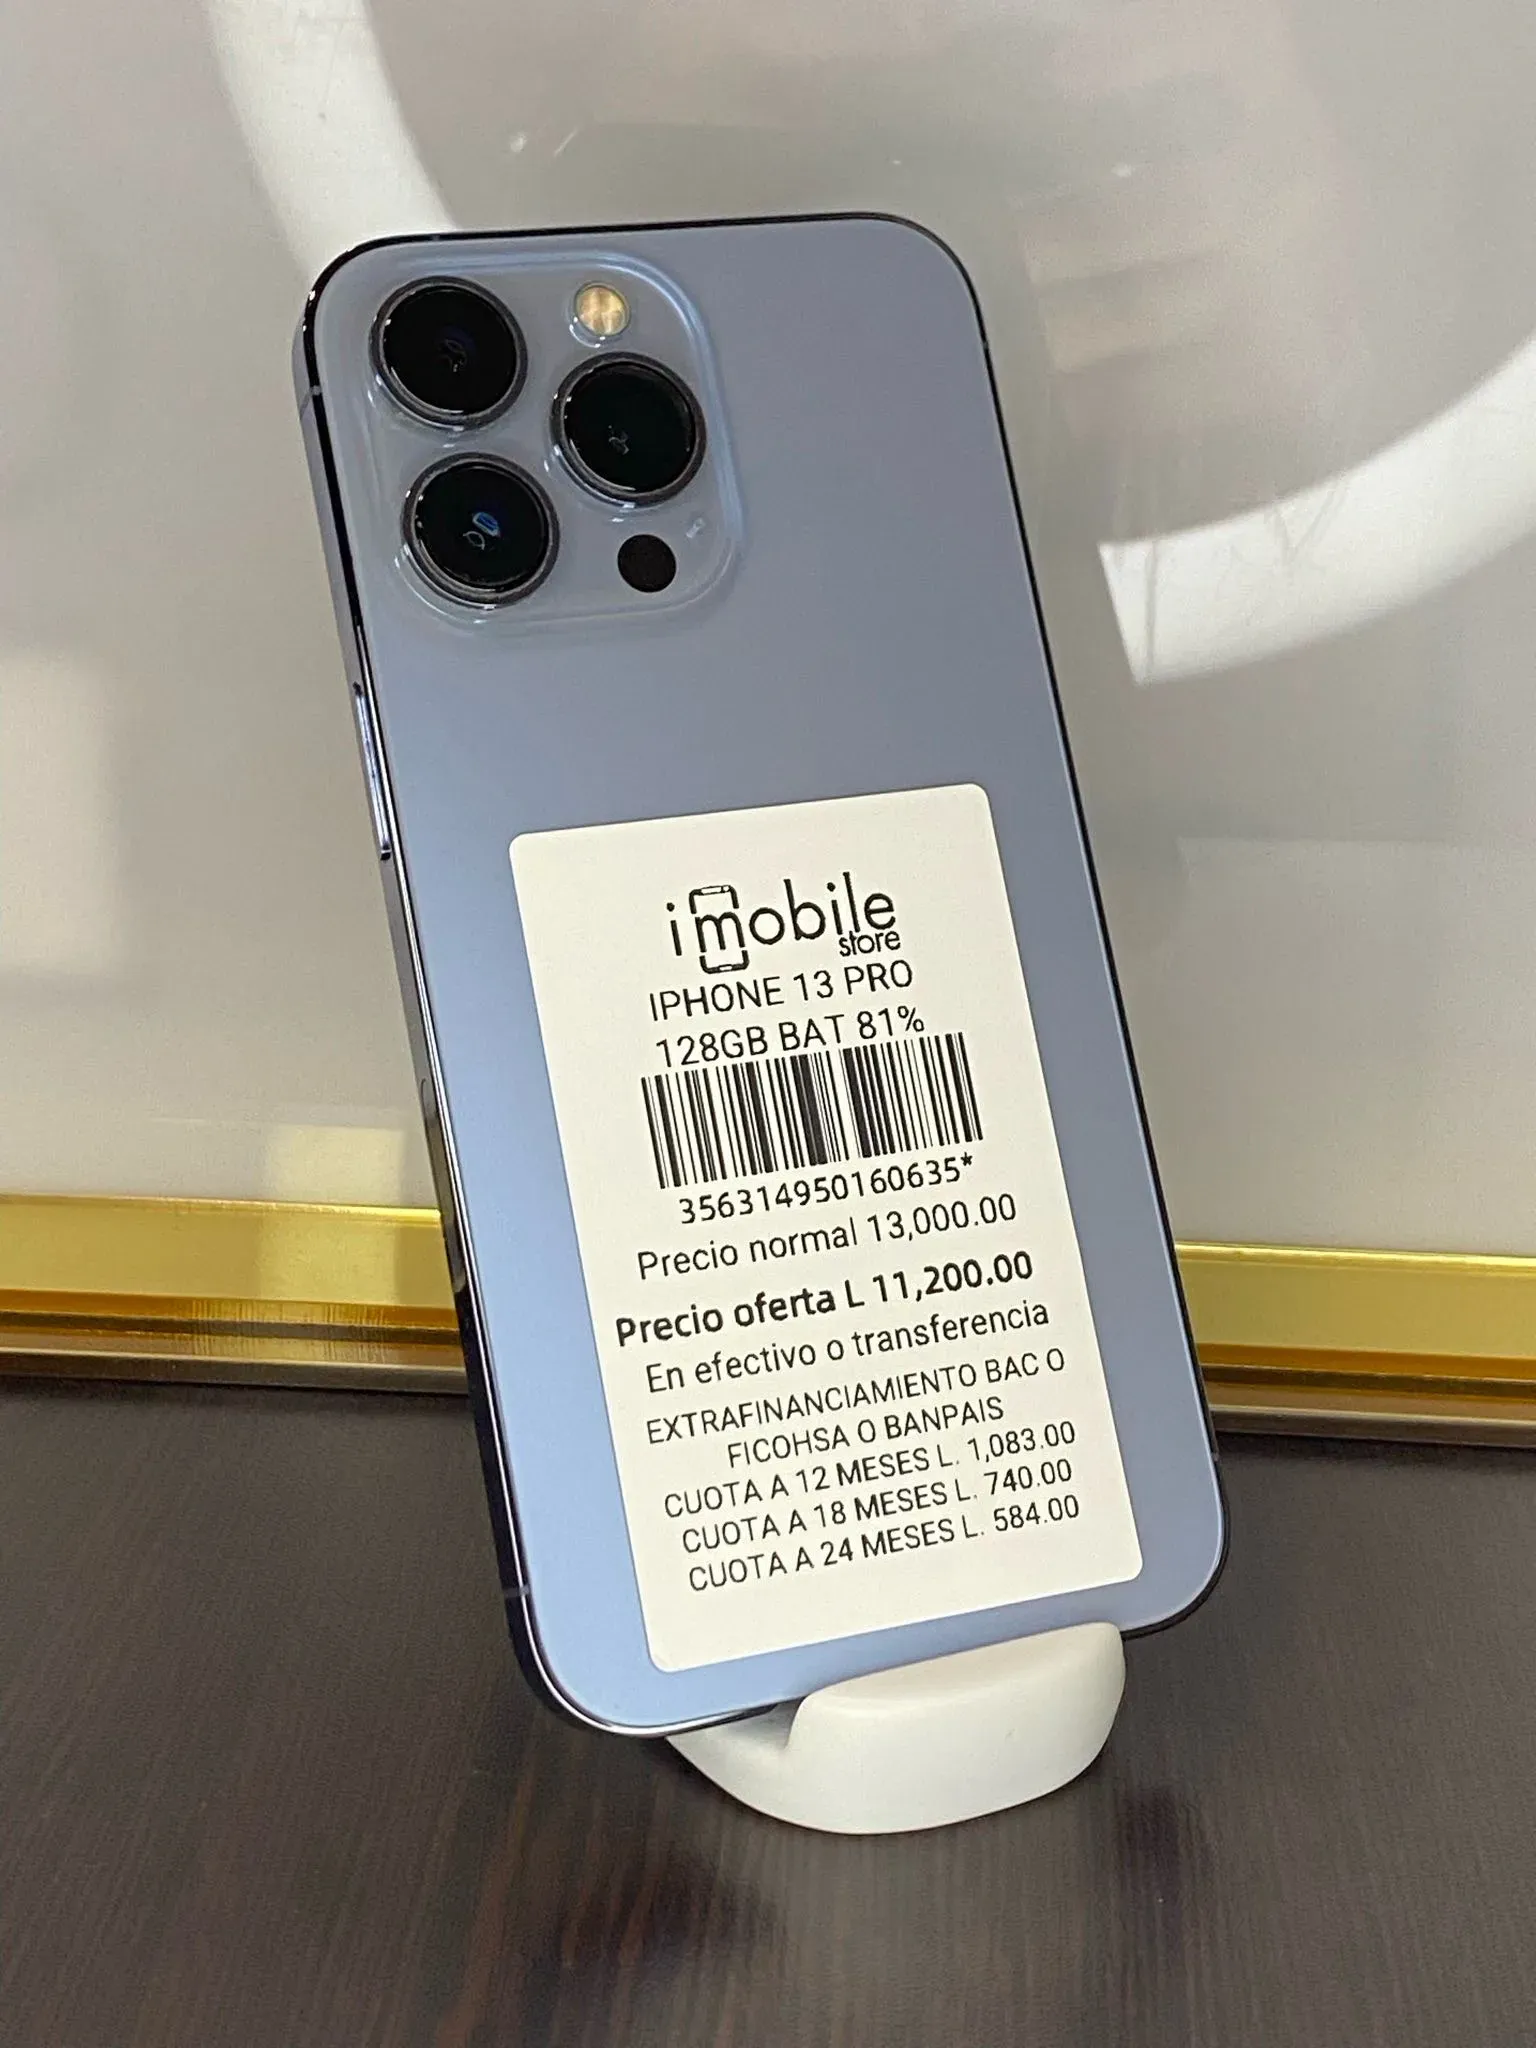 imobile
store
IPHONE 13 PRO
128GB BAT 81%
356314950160635*
Precio normal 13,000.00
Precio oferta L 11,200.00
En efectivo o transferencia
EXTRAFINANCIAMIENTO BAC O
FICOHSA O BANPAIS
CUOTA A 12 MESES L. 1,083.00
CUOTA A 18 MESES L. 740.00
CUOTA A 24 MESES L. 584.00